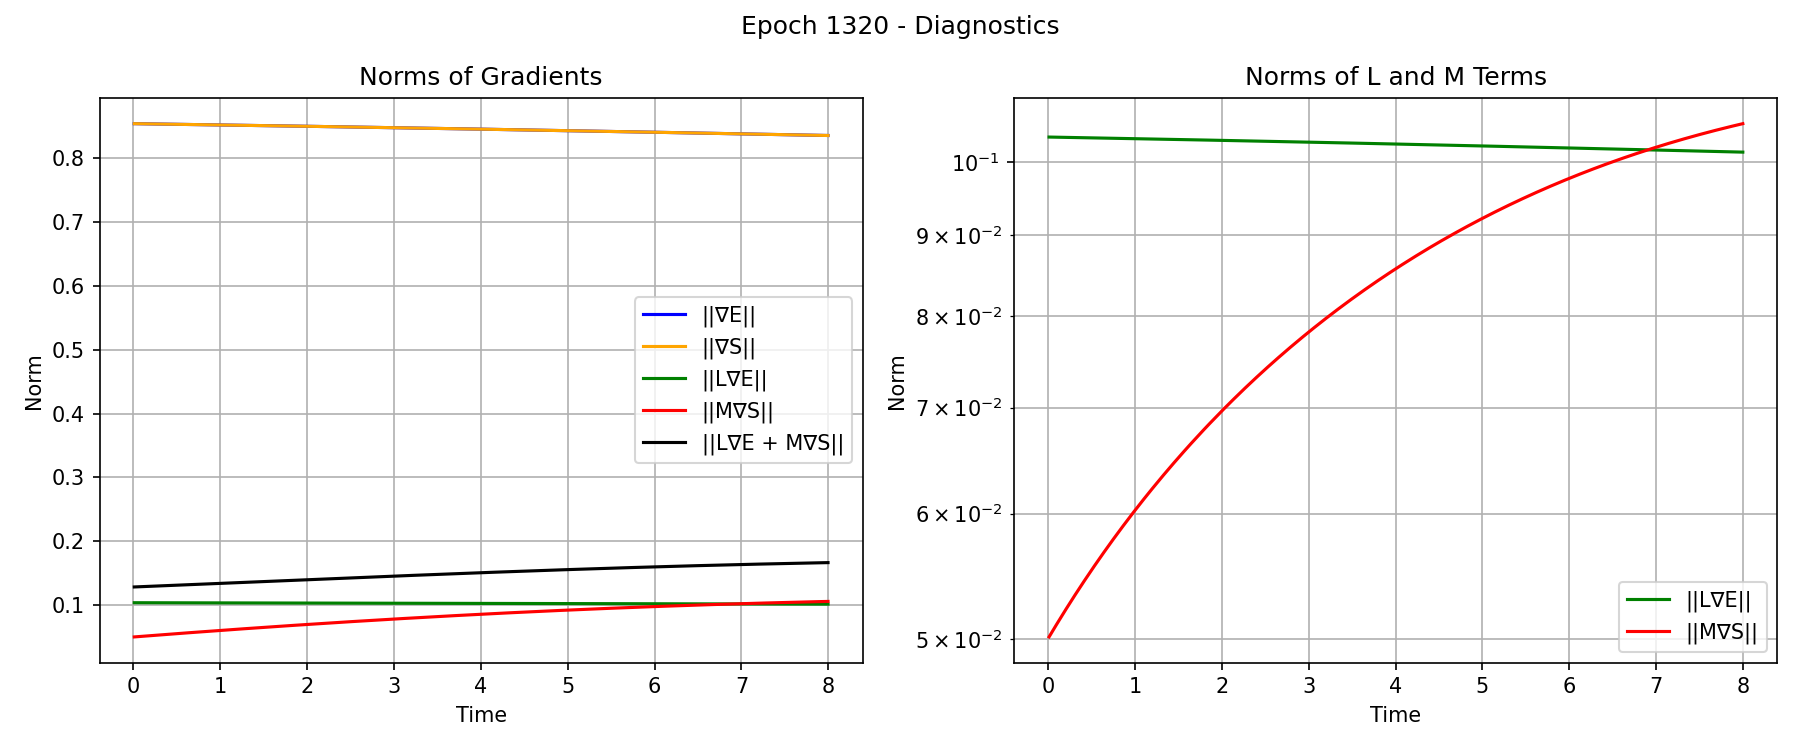 Epoch 1320 - Diagnostics
Norms of Gradients
Norm
0.8
0.7
0.6
0.5
0.4
0.3
0.2
0.1
||∇E||
||∇S||
||L∇E||
||M∇S||
||L∇E + M∇S||
0 1 2 3 4 5 6 7 8
Time
Norms of L and M Terms
Norm
10⁻¹
9 × 10⁻²
8 × 10⁻²
7 × 10⁻²
6 × 10⁻²
5 × 10⁻²
||L∇E||
||M∇S||
0 1 2 3 4 5 6 7 8
Time